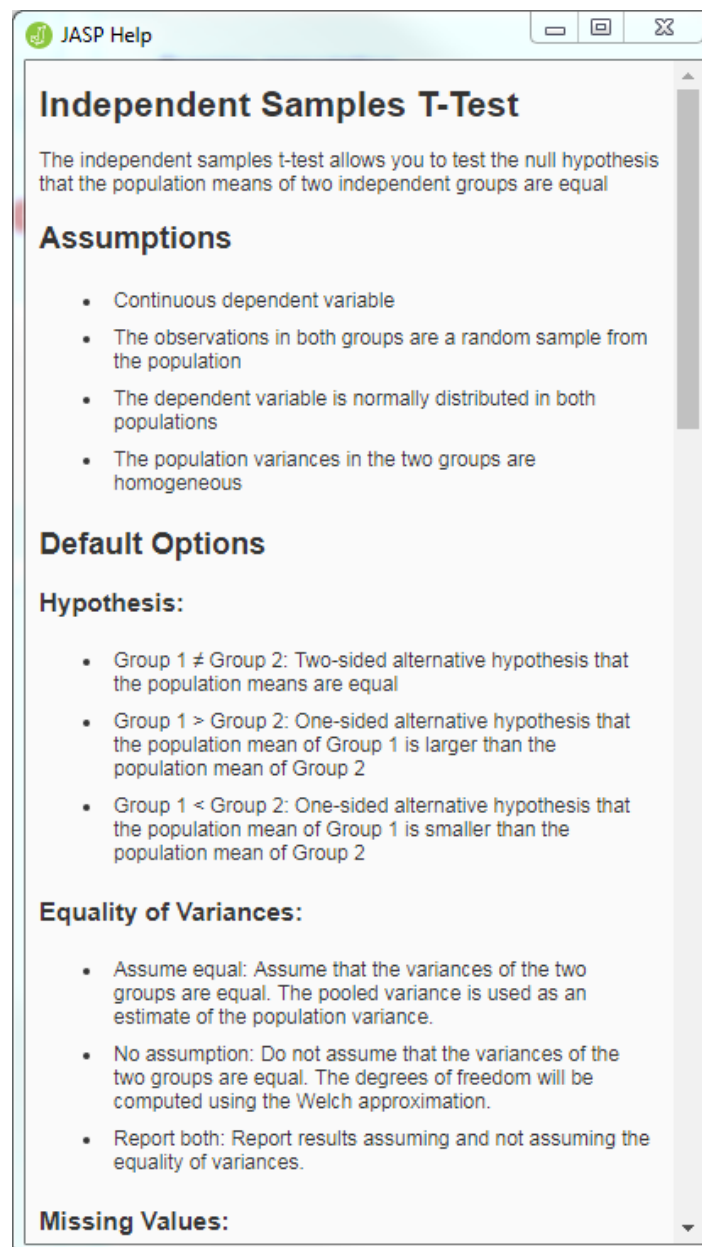 JASP Help
Independent Samples T-Test
The independent samples t-test allows you to test the null hypothesis
that the population means of two independent groups are equal
Assumptions
• Continuous dependent variable
• The observations in both groups are a random sample from
the population
• The dependent variable is normally distributed in both
populations
• The population variances in the two groups are
homogeneous
Default Options
Hypothesis:
• Group 1 ≠ Group 2: Two-sided alternative hypothesis that
the population means are equal
• Group 1 > Group 2: One-sided alternative hypothesis that
the population mean of Group 1 is larger than the
population mean of Group 2
• Group 1 < Group 2: One-sided alternative hypothesis that
the population mean of Group 1 is smaller than the
population mean of Group 2
Equality of Variances:
• Assume equal: Assume that the variances of the two
groups are equal. The pooled variance is used as an
estimate of the population variance.
• No assumption: Do not assume that the variances of the
two groups are equal. The degrees of freedom will be
computed using the Welch approximation.
• Report both: Report results assuming and not assuming the
equality of variances.
Missing Values: